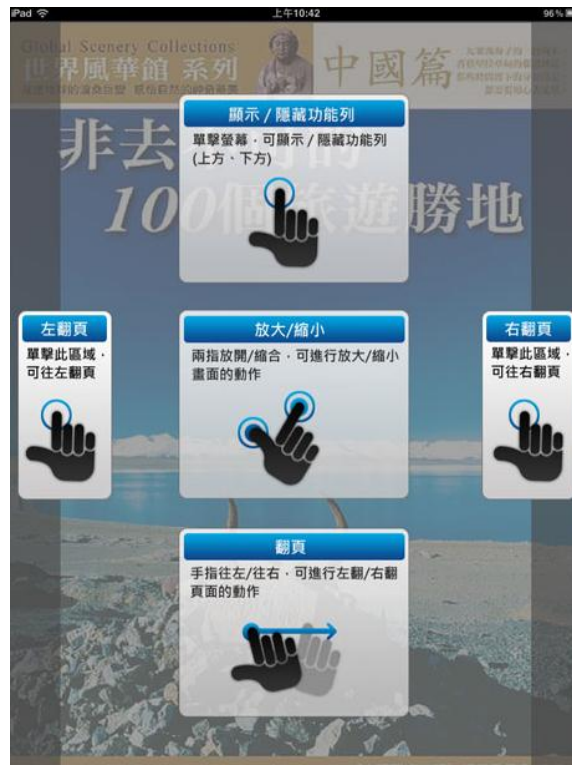 iPad
上午10:42
96%
Global Scenery Collections
世界風華館 系列
中國篇
顯示 / 隱藏功能列
單擊螢幕，可顯示 / 隱藏功能列
(上方、下方)
非去
的
100個旅遊勝地
左翻頁
單擊此區域，
可往左翻頁
放大/縮小
兩指放開/縮合，可進行放大/縮小
畫面的動作
右翻頁
單擊此區域，
可往右翻頁
翻頁
手指往左/往右，可進行左翻/右翻
頁面的動作